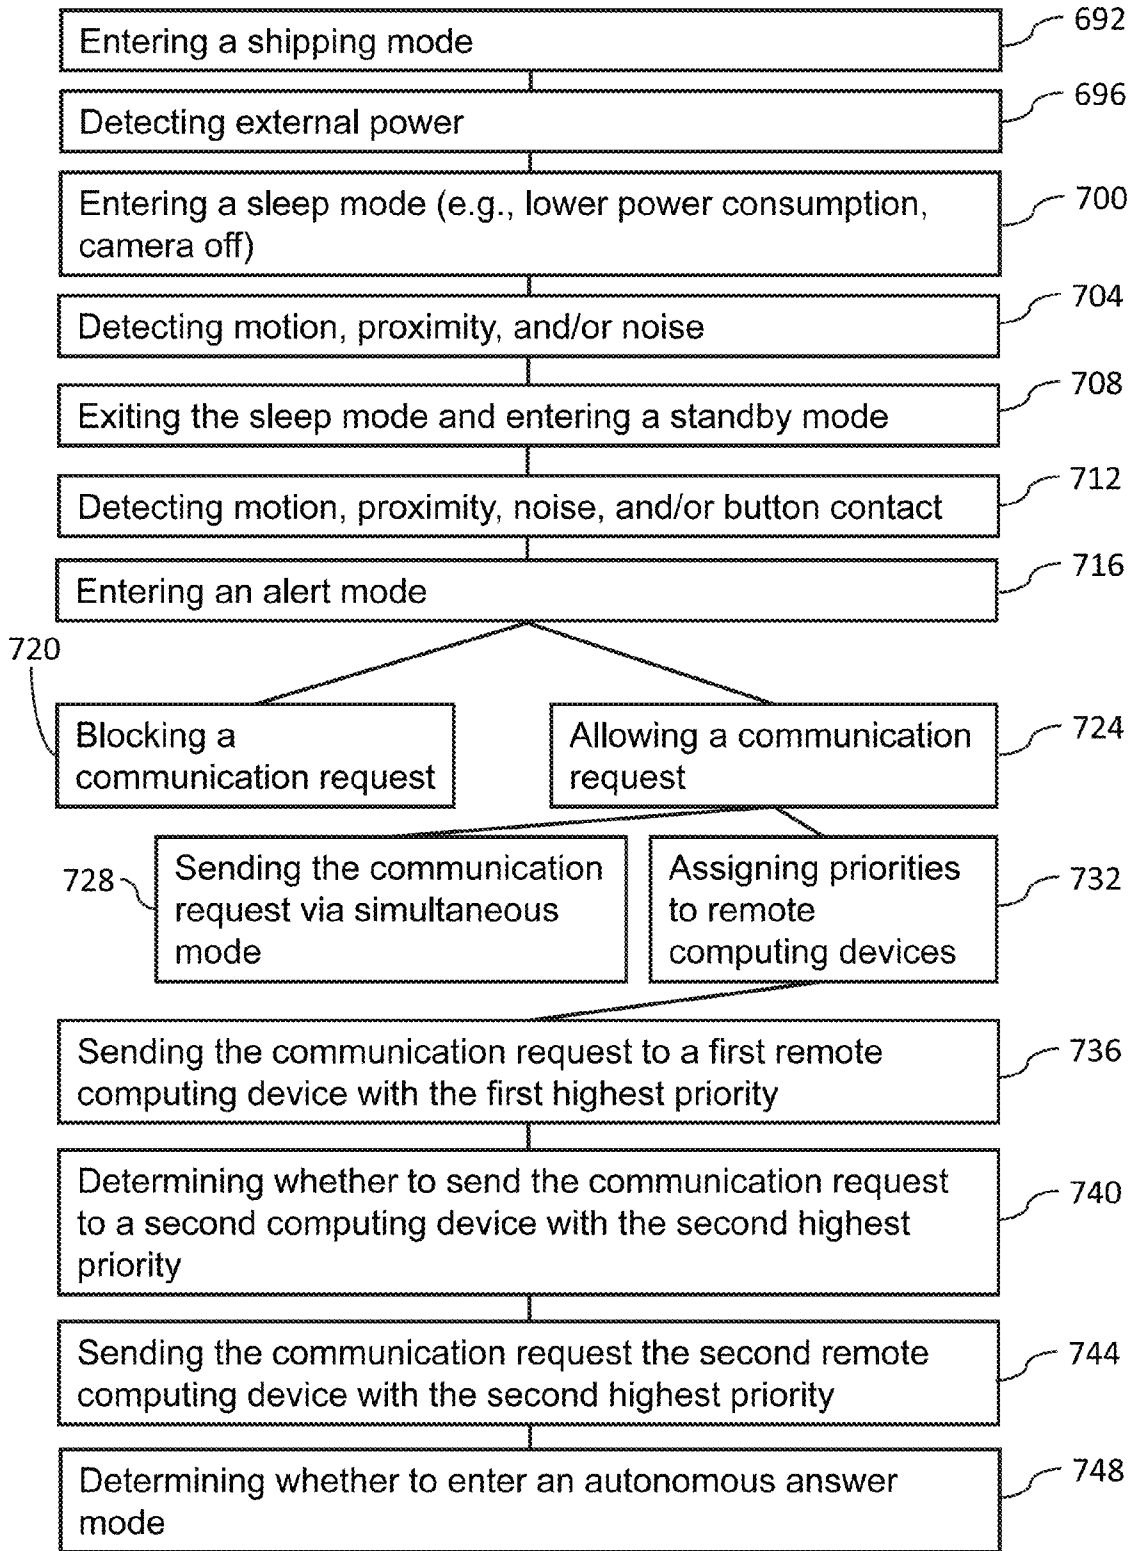 Entering a shipping mode
692
Detecting external power
696
Entering a sleep mode (e.g., lower power consumption,
camera off)
700
Detecting motion, proximity, and/or noise
704
Exiting the sleep mode and entering a standby mode
708
Detecting motion, proximity, noise, and/or button contact
712
Entering an alert mode
716
720
Blocking a
communication request
Allowing a communication
request
724
728
Sending the communication
request via simultaneous
mode
Assigning priorities
to remote
computing devices
732
Sending the communication request to a first remote
computing device with the first highest priority
736
Determining whether to send the communication request
to a second computing device with the second highest
priority
740
Sending the communication request the second remote
computing device with the second highest priority
744
Determining whether to enter an autonomous answer
mode
748